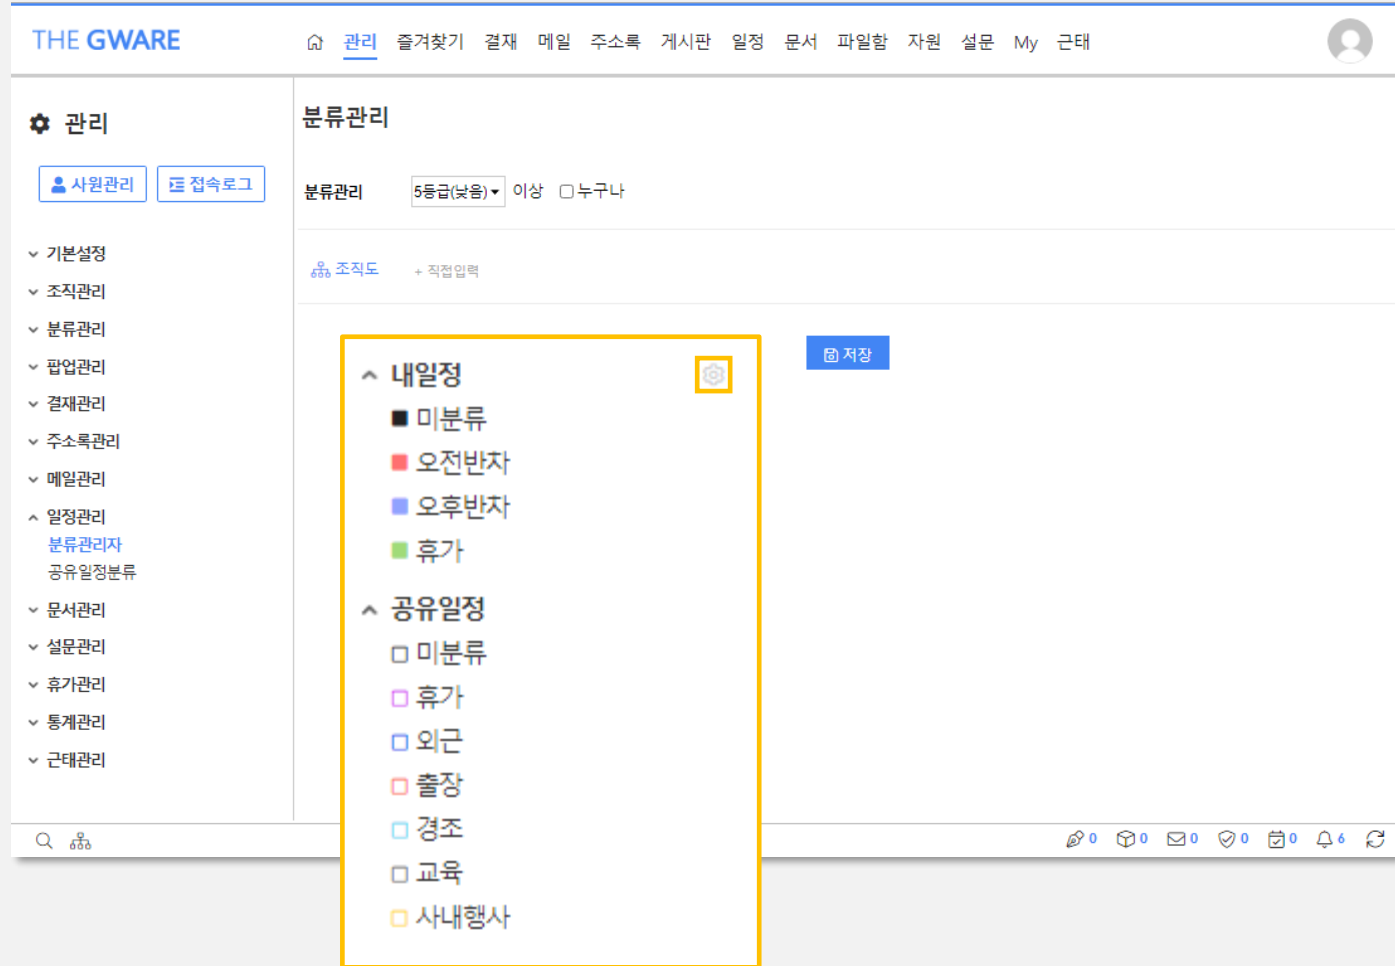 THE GWARE
관리 즐겨찾기 결재 메일 주소록 게시판 일정 문서 파일함 자원 설문 My 근태
관리
사원관리 접속로그
기본설정
조직관리
분류관리
팝업관리
결재관리
주소록관리
메일관리
일정관리
분류관리자
공유일정분류
문서관리
설문관리
휴가관리
통계관리
근태관리
분류관리
분류관리 5등급(낮음) 이상 누구나
조직도 + 직접입력
저장
내일정
미분류
오전반차
오후반차
휴가
공유일정
미분류
휴가
외근
출장
경조
교육
사내행사
0 0 0 0 0 6